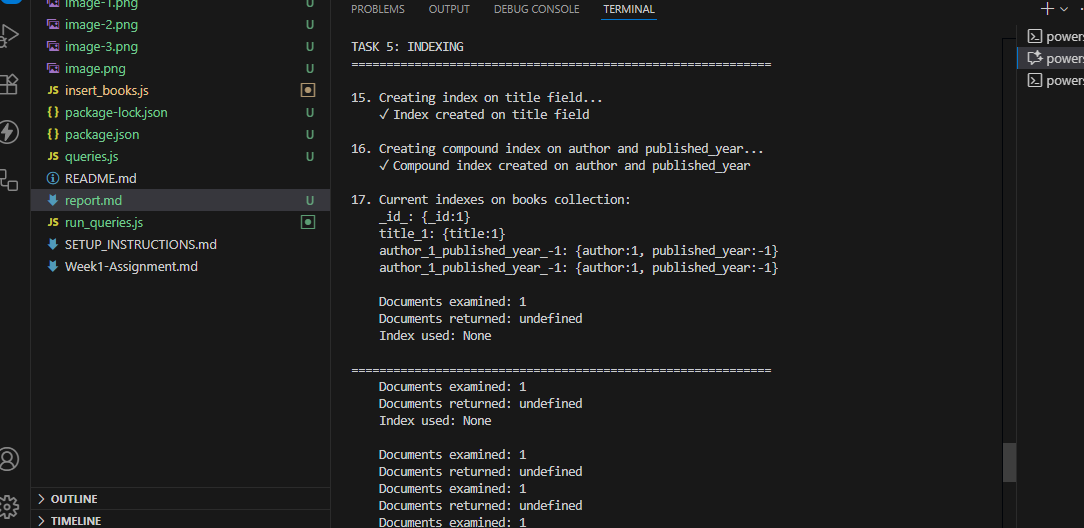 image-1.png U
image-2.png U
image-3.png U
image.png U
JS insert_books.js
{} package-lock.json U
{} package.json U
JS queries.js U
README.md
report.md U
JS run_queries.js
SETUP_INSTRUCTIONS.md
Week1-Assignment.md
OUTLINE
TIMELINE
PROBLEMS OUTPUT DEBUG CONSOLE TERMINAL
TASK 5: INDEXING
============================================================
15. Creating index on title field...
✓ Index created on title field
16. Creating compound index on author and published_year...
✓ Compound index created on author and published_year
17. Current indexes on books collection:
_id_: {_id:1}
title_1: {title:1}
author_1_published_year_-1: {author:1, published_year:-1}
author_1_published_year_-1: {author:1, published_year:-1}
Documents examined: 1
Documents returned: undefined
Index used: None
============================================================
Documents examined: 1
Documents returned: undefined
Index used: None
Documents examined: 1
Documents returned: undefined
Documents examined: 1
Documents returned: undefined
Documents examined: 1
powers
powers
powers